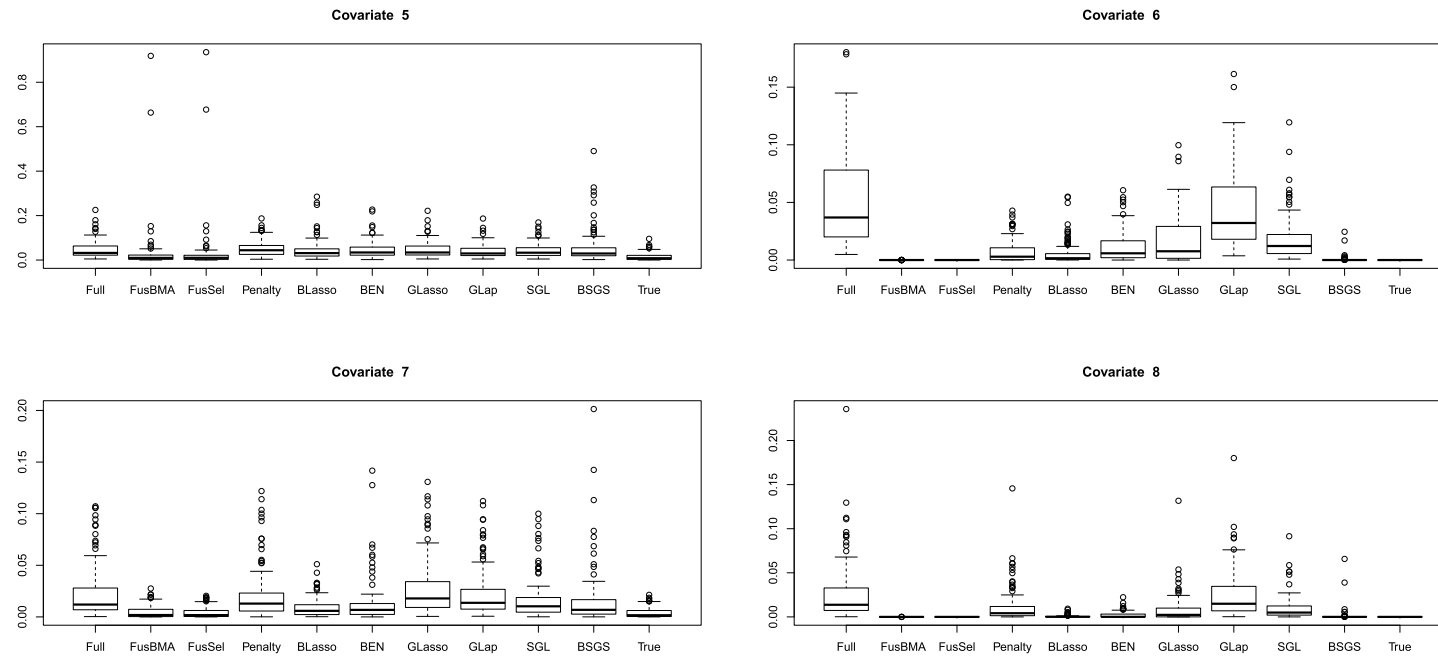 Covariate 5
0.8
0.6
0.4
0.2
0.0
Full FusBMA FusSel Penalty BLasso BEN GLasso GLap SGL BSGS True
Covariate 6
0.15
0.10
0.05
0.00
Full FusBMA FusSel Penalty BLasso BEN GLasso GLap SGL BSGS True
Covariate 7
0.20
0.15
0.10
0.05
0.00
Full FusBMA FusSel Penalty BLasso BEN GLasso GLap SGL BSGS True
Covariate 8
0.20
0.15
0.10
0.05
0.00
Full FusBMA FusSel Penalty BLasso BEN GLasso GLap SGL BSGS True